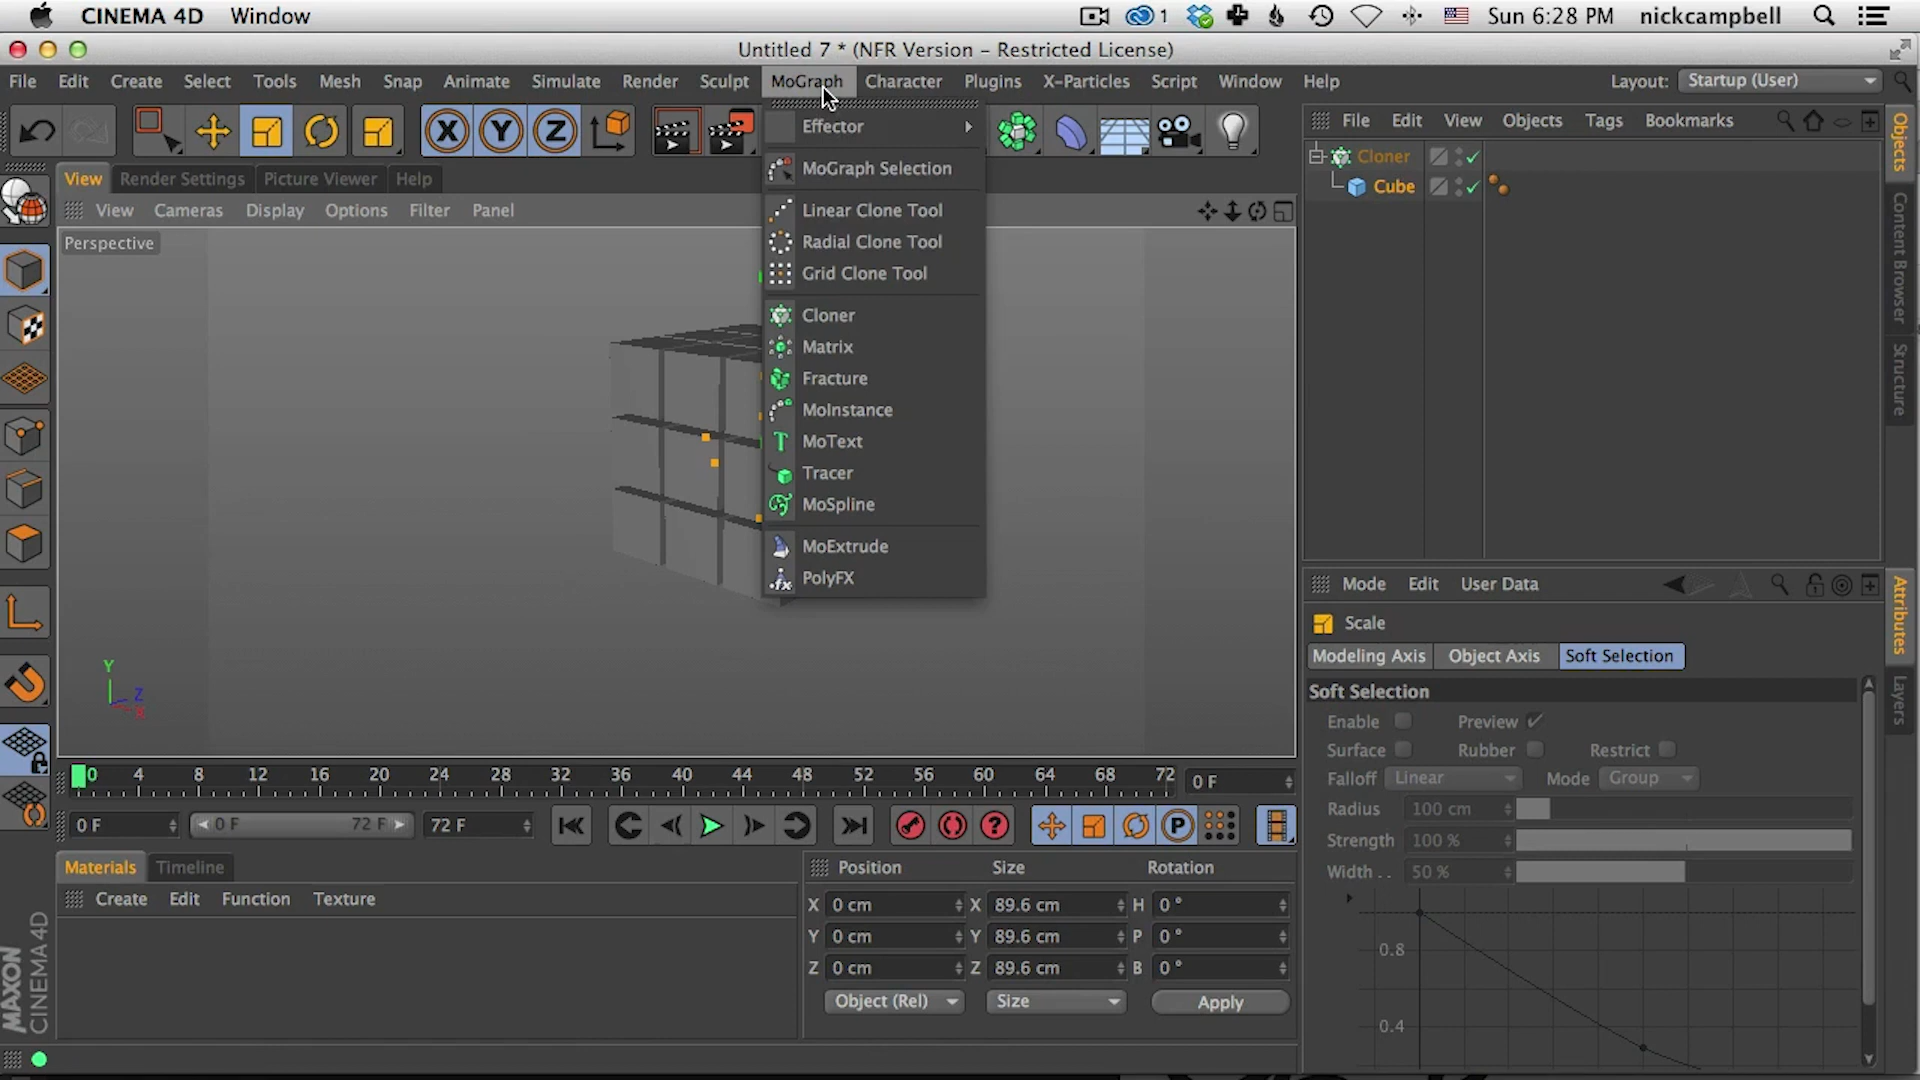 CINEMA 4D Window 1 Sun 6:28 PM nickcampbell
Untitled 7 * (NFR Version – Restricted License)
File Edit Create Select Tools Mesh Snap Animate Simulate Render Sculpt MoGraph Character Plugins X-Particles Script Window Help Layout: Startup (User)
X Y Z
Effector
MoGraph Selection
Linear Clone Tool
Radial Clone Tool
Grid Clone Tool
Cloner
Matrix
Fracture
MoInstance
MoText
Tracer
MoSpline
MoExtrude
PolyFX
File Edit View Objects Tags Bookmarks
Cloner
Cube
Objects
Content Browser
Structure
View Render Settings Picture Viewer Help
View Cameras Display Options Filter Panel
Perspective
Y
Z
X
Mode Edit User Data
Scale
Modeling Axis Object Axis Soft Selection
Soft Selection
Enable Preview
Surface Rubber Restrict
Falloff Linear Mode Group
Radius 100 cm
Strength 100 %
Width . . 50 %
0.8
0.4
Attributes
Layers
0 4 8 12 16 20 24 28 32 36 40 44 48 52 56 60 64 68 72 0 F
0 F 0 F 72 F 72 F
P
Materials Timeline
Create Edit Function Texture
Position Size Rotation
X 0 cm X 89.6 cm H 0 °
Y 0 cm Y 89.6 cm P 0 °
Z 0 cm Z 89.6 cm B 0 °
Object (Rel) Size Apply
MAXON
CINEMA 4D